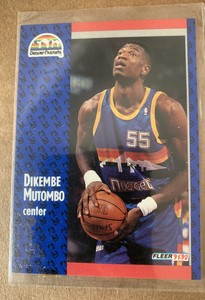 Denver Nuggets
DIKEMBE
MUTOMBO
center
55
Nuggets
FLEER 91-92